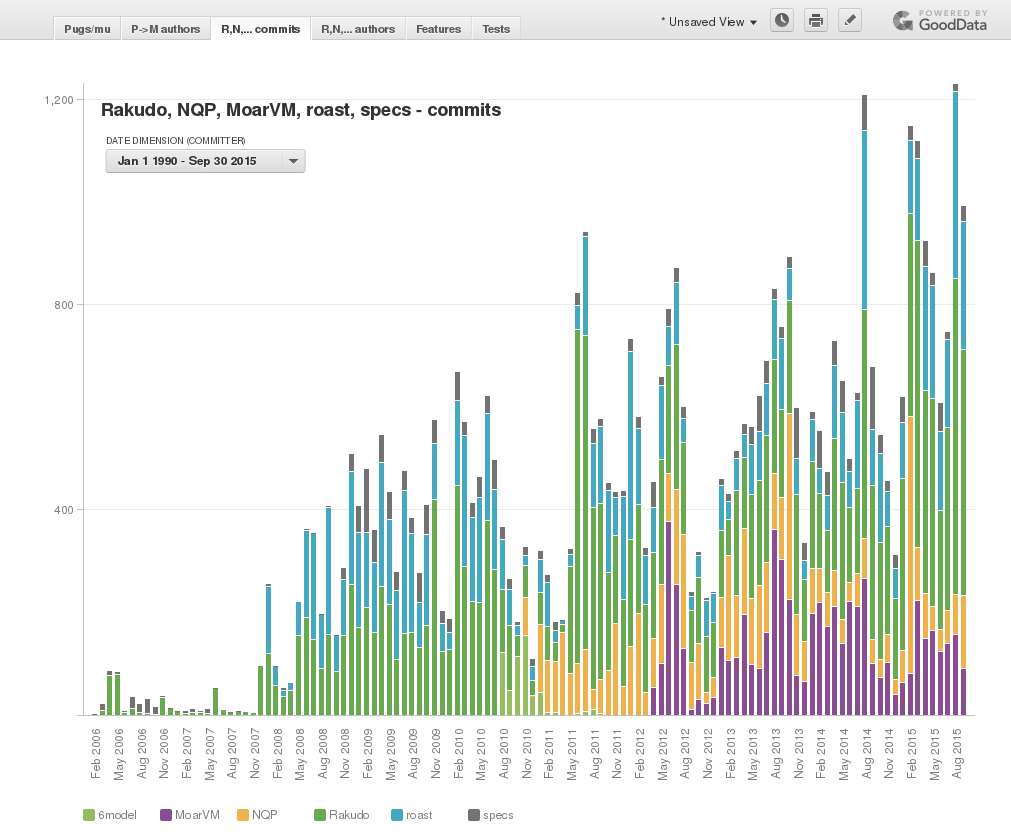 Pugs/mu P->M authors R,N,... commits R,N,... authors Features Tests
* Unsaved View
POWERED BY
GoodData
Rakudo, NQP, MoarVM, roast, specs - commits
DATE DIMENSION (COMMITTER)
Jan 1 1990 - Sep 30 2015
1,200
800
400
Feb 2006 May 2006 Aug 2006 Nov 2006 Feb 2007 May 2007 Aug 2007 Nov 2007 Feb 2008 May 2008 Aug 2008 Nov 2008 Feb 2009 May 2009 Aug 2009 Nov 2009 Feb 2010 May 2010 Aug 2010 Nov 2010 Feb 2011 May 2011 Aug 2011 Nov 2011 Feb 2012 May 2012 Aug 2012 Nov 2012 Feb 2013 May 2013 Aug 2013 Nov 2013 Feb 2014 May 2014 Aug 2014 Nov 2014 Feb 2015 May 2015 Aug 2015
6model MoarVM NQP Rakudo roast specs